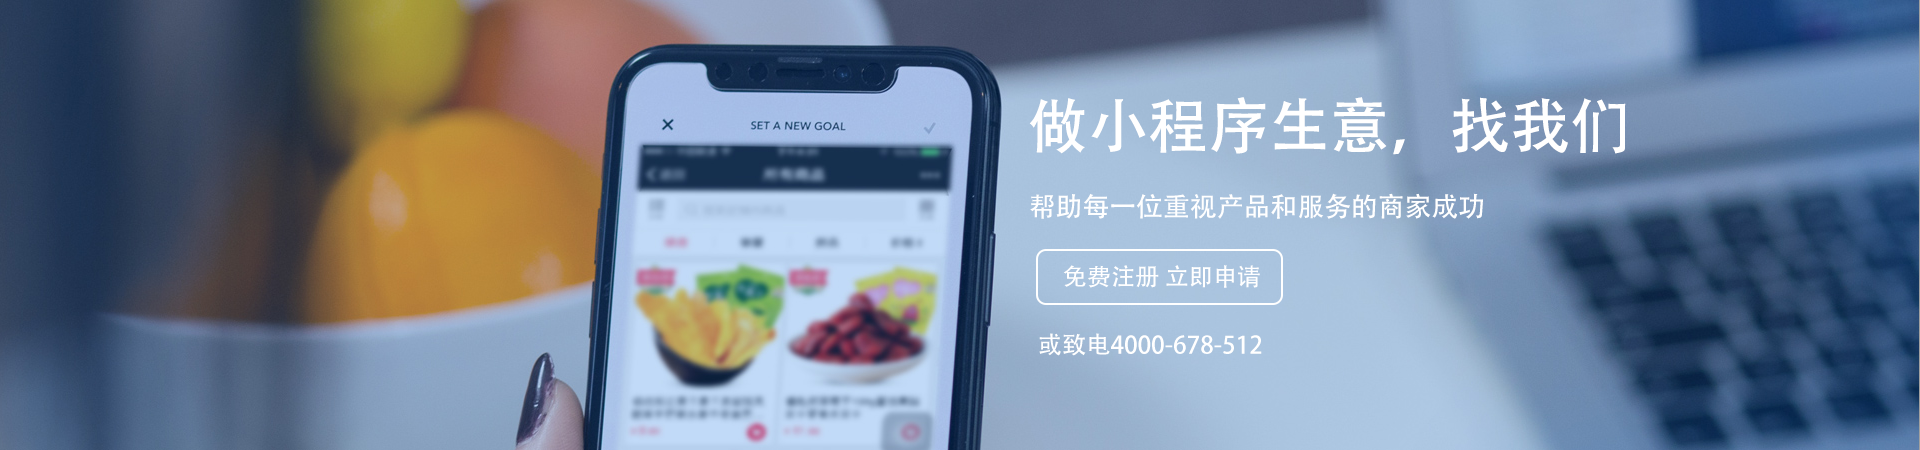 SET A NEW GOAL
做小程序生意，找我们
帮助每一位重视产品和服务的商家成功
免费注册 立即申请
或致电4000-678-512